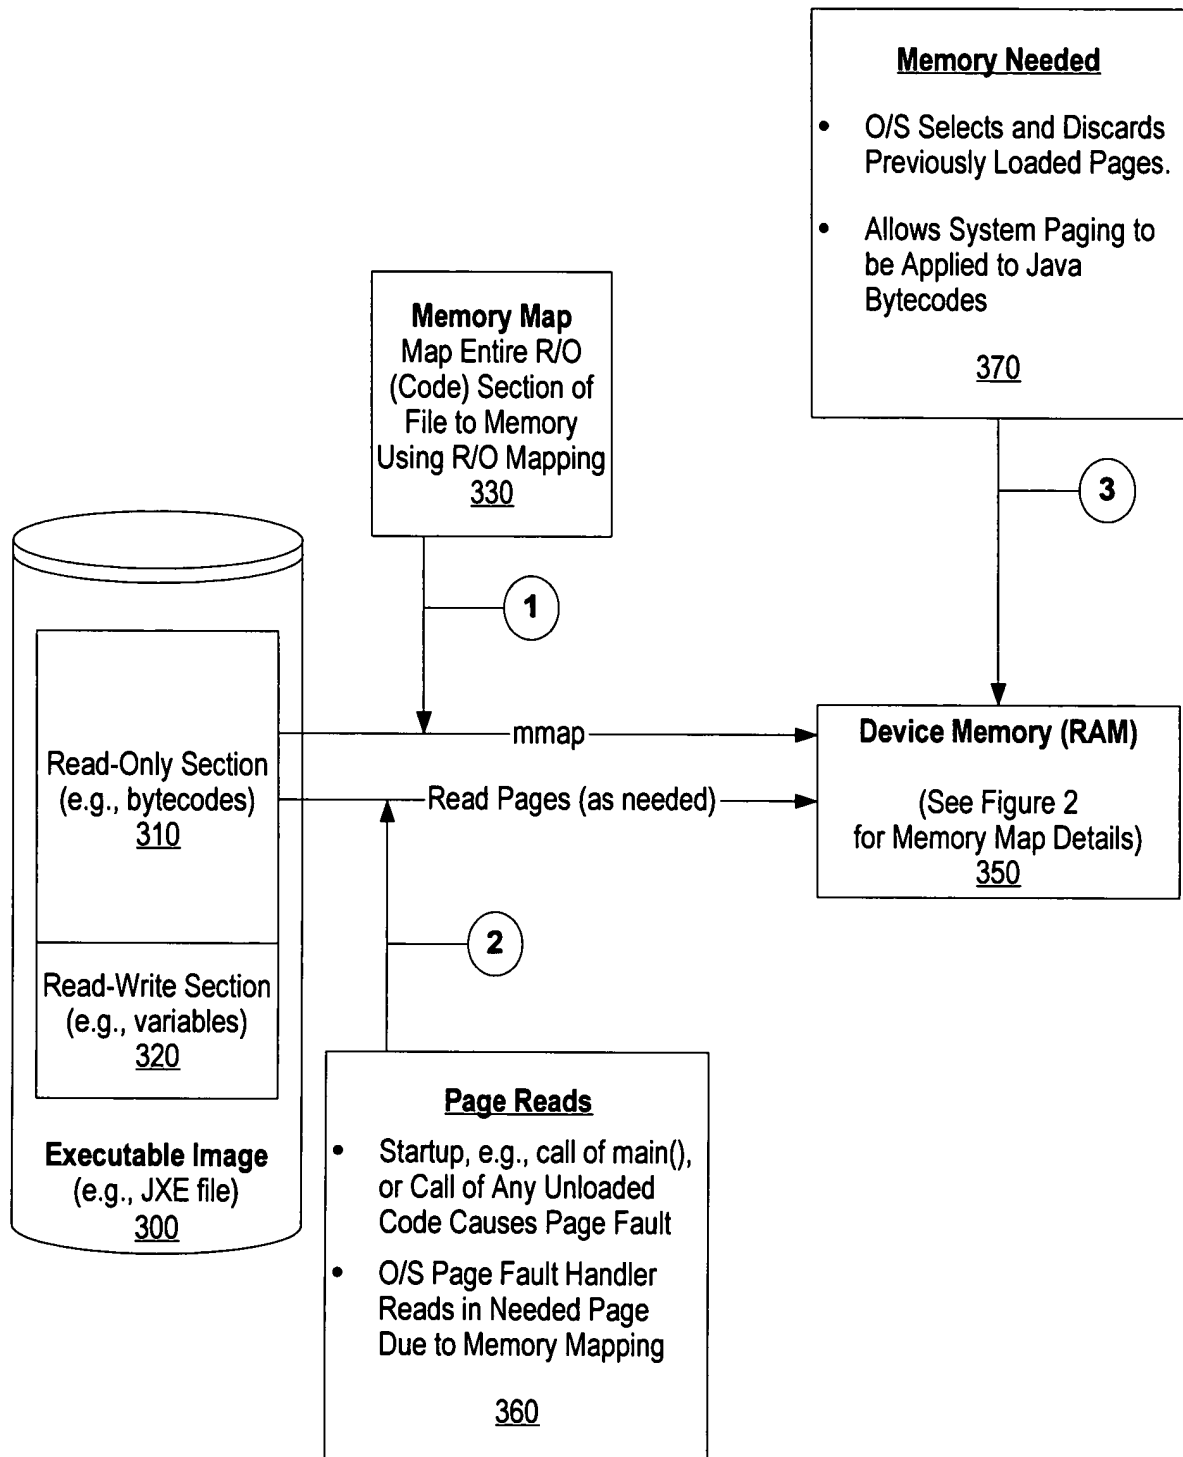 Memory Needed
• O/S Selects and Discards
Previously Loaded Pages.
• Allows System Paging to
be Applied to Java
Bytecodes
370
Memory Map
Map Entire R/O
(Code) Section of
File to Memory
Using R/O Mapping
330
3
1
mmap
Read Pages (as needed)
Device Memory (RAM)
(See Figure 2
for Memory Map Details)
350
Read-Only Section
(e.g., bytecodes)
310
2
Read-Write Section
(e.g., variables)
320
Executable Image
(e.g., JXE file)
300
Page Reads
• Startup, e.g., call of main(),
or Call of Any Unloaded
Code Causes Page Fault
• O/S Page Fault Handler
Reads in Needed Page
Due to Memory Mapping
360